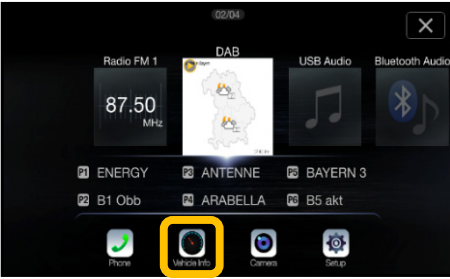 02/04
DAB
Radio FM 1
USB Audio
Bluetooth Audio
87.50
MHz
P1 ENERGY P3 ANTENNE P5 BAYERN 3
P2 B1 Obb P4 ARABELLA P6 B5 akt
Phone Vehicle Info Camera Setup